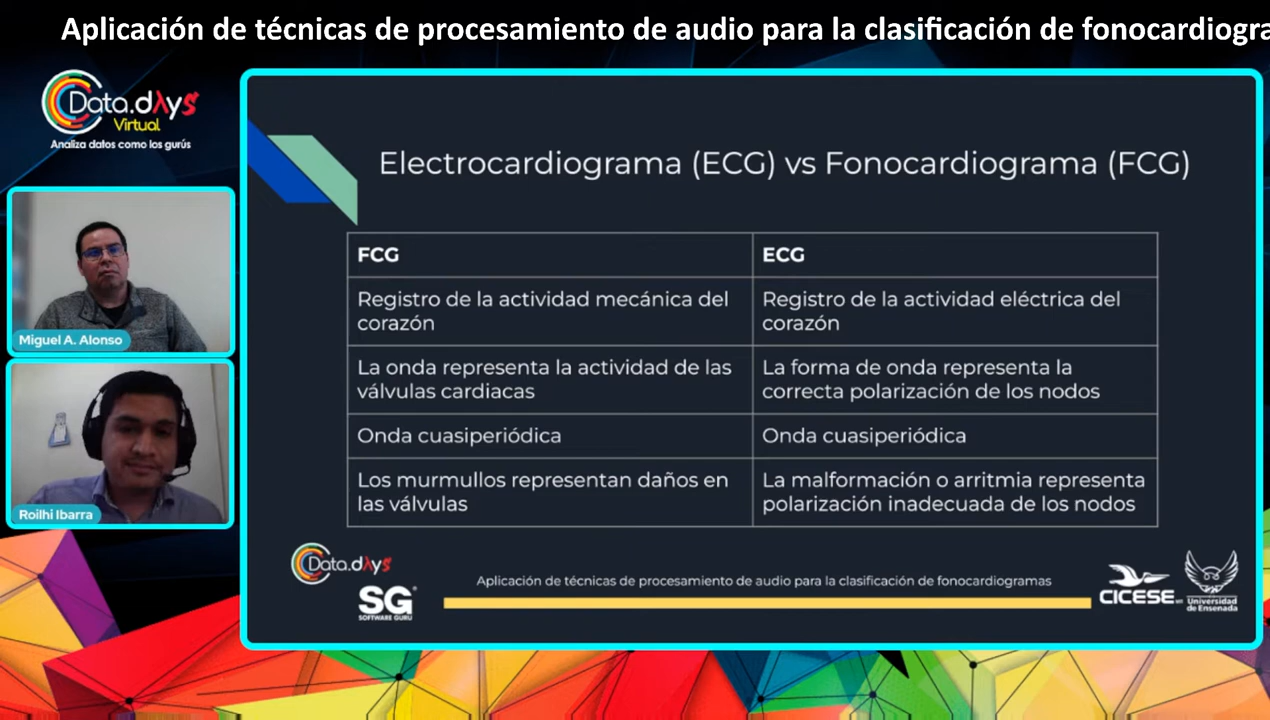 Aplicación de técnicas de procesamiento de audio para la clasificación de fonocardiogra
Data.dAys
Virtual
Analiza datos como los gurús
Miguel A. Alonso
Roilhi Ibarra
Electrocardiograma (ECG) vs Fonocardiograma (FCG)
FCG
ECG
Registro de la actividad mecánica del
corazón
Registro de la actividad eléctrica del
corazón
La onda representa la actividad de las
válvulas cardiacas
La forma de onda representa la
correcta polarización de los nodos
Onda cuasiperiódica
Onda cuasiperiódica
Los murmullos representan daños en
las válvulas
La malformación o arritmia representa
polarización inadecuada de los nodos
Data.dAys
SG
SOFTWARE GURU
Aplicación de técnicas de procesamiento de audio para la clasificación de fonocardiogramas
CICESE
Universidad
de Ensenada